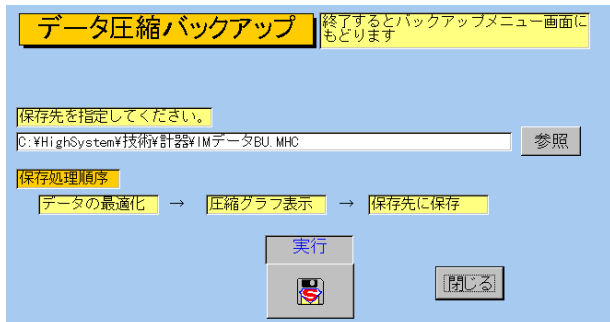 データ圧縮バックアップ
終了するとバックアップメニュー画面に
もどります
保存先を指定してください。
C:¥HighSystem¥技術¥計器¥IMデータBU.MHC
参照
保存処理順序
データの最適化 → 圧縮グラフ表示 → 保存先に保存
実行
S
閉じる